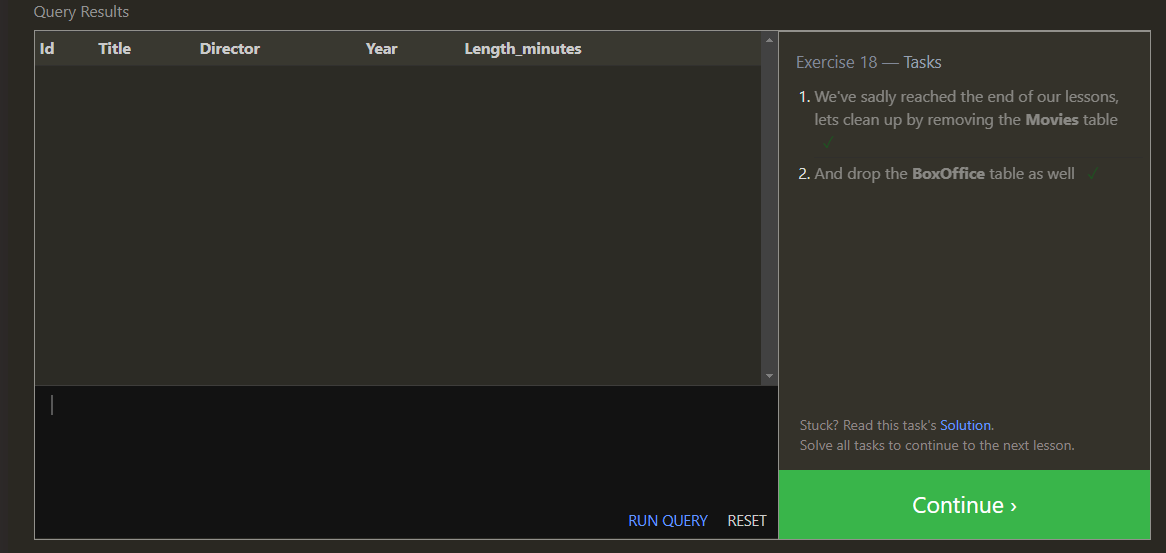 Query Results
Id Title Director Year Length_minutes
Exercise 18 — Tasks
1. We've sadly reached the end of our lessons,
lets clean up by removing the Movies table
✓
2. And drop the BoxOffice table as well ✓
Stuck? Read this task's Solution.
Solve all tasks to continue to the next lesson.
RUN QUERY RESET
Continue ›